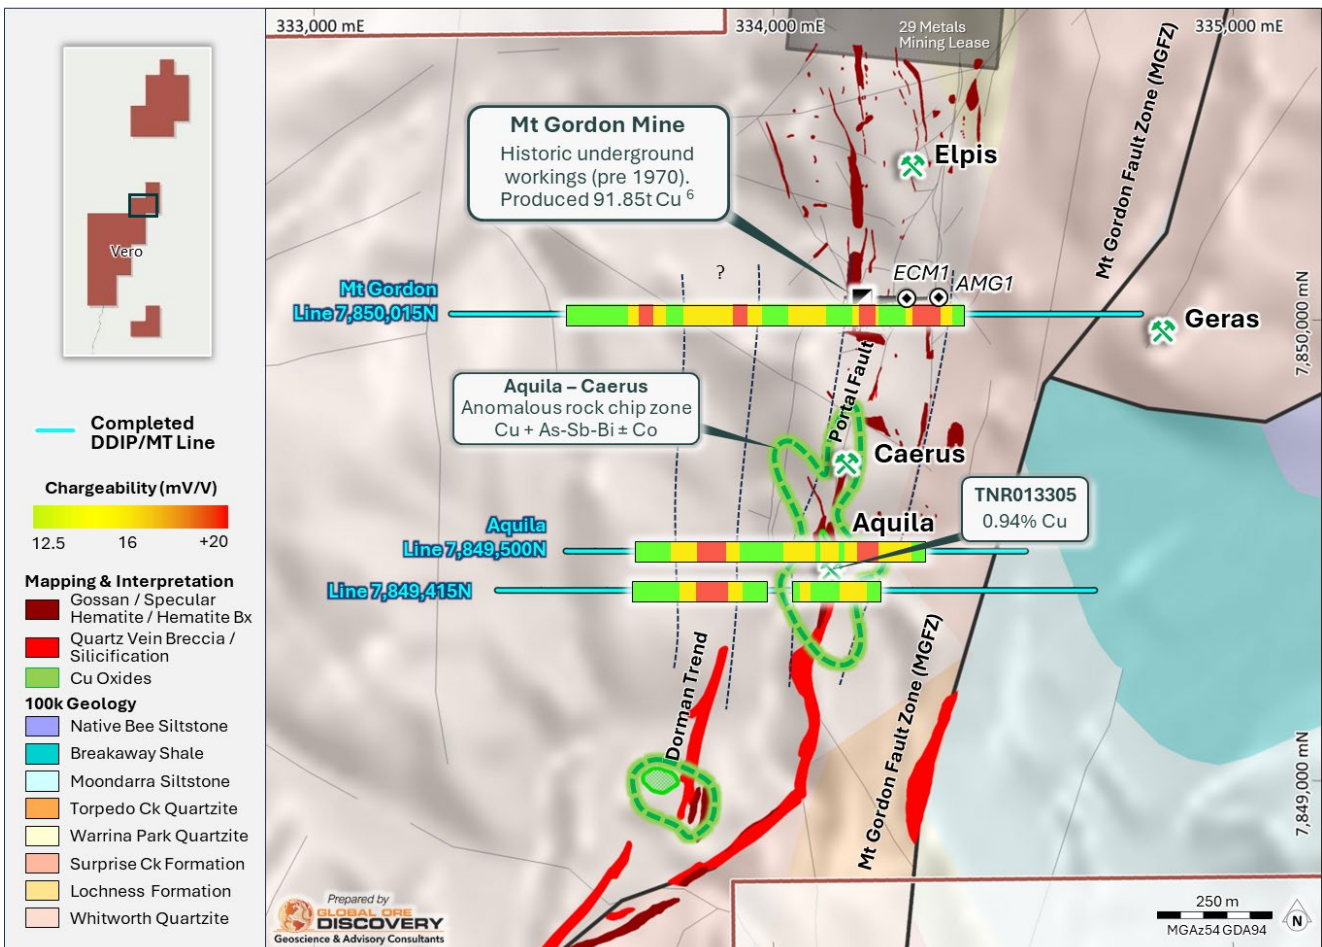 333,000 mE
334,000 mE
335,000 mE
29 Metals
Mining Lease
Mt Gordon Fault Zone (MGFZ)
Mt Gordon Mine
Historic underground
workings (pre 1970).
Produced 91.85t Cu 6
Elpis
Vero
?
ECM1
AMG1
Mt Gordon
Line 7,850,015N
Geras
7,850,000 mN
Portal Fault
Aquila – Caerus
Anomalous rock chip zone
Cu + As-Sb-Bi ± Co
Caerus
Completed
DDIP/MT Line
TNR013305
0.94% Cu
Chargeability (mV/V)
12.5
16
+20
Aquila
Aquila
Line 7,849,500N
Line 7,849,415N
Mapping & Interpretation
Gossan / Specular
Hematite / Hematite Bx
Quartz Vein Breccia /
Silicification
Cu Oxides
100k Geology
Native Bee Siltstone
Breakaway Shale
Moondarra Siltstone
Torpedo Ck Quartzite
Warrina Park Quartzite
Surprise Ck Formation
Lochness Formation
Whitworth Quartzite
Dorman Trend
Mt Gordon Fault Zone (MGFZ)
7,849,000 mN
Prepared by
GLOBAL ORE
DISCOVERY
Geoscience & Advisory Consultants
250 m
MGAz54 GDA94
N